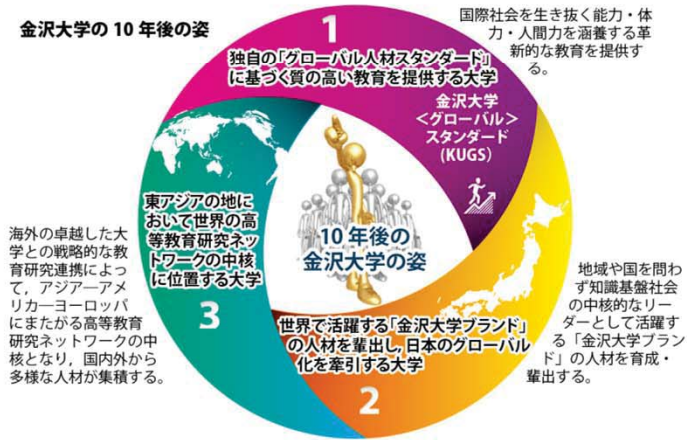 金沢大学の 10 年後の姿
1
独自の「グローバル人材スタンダード」
に基づく質の高い教育を提供する大学
国際社会を生き抜く能力・体
力・人間力を涵養する革
新的な教育を提供す
る。
金沢大学
＜グローバル＞
スタンダード
(KUGS)
東アジアの地に
おいて世界の高
等教育研究ネッ
トワークの中核
に位置する大学
3
海外の卓越した大
学との戦略的な教
育研究連携によっ
て，アジア―アメ
リカ―ヨーロッパ
にまたがる高等教育
研究ネットワークの中
核となり，国内外から
多様な人材が集積する。
10 年後の
金沢大学の姿
世界で活躍する「金沢大学ブランド」
の人材を輩出し，日本のグローバル
化を牽引する大学
2
地域や国を問わ
ず知識基盤社会
の中核的なリー
ダーとして活躍す
る「金沢大学ブラン
ド」の人材を育成・
輩出する。